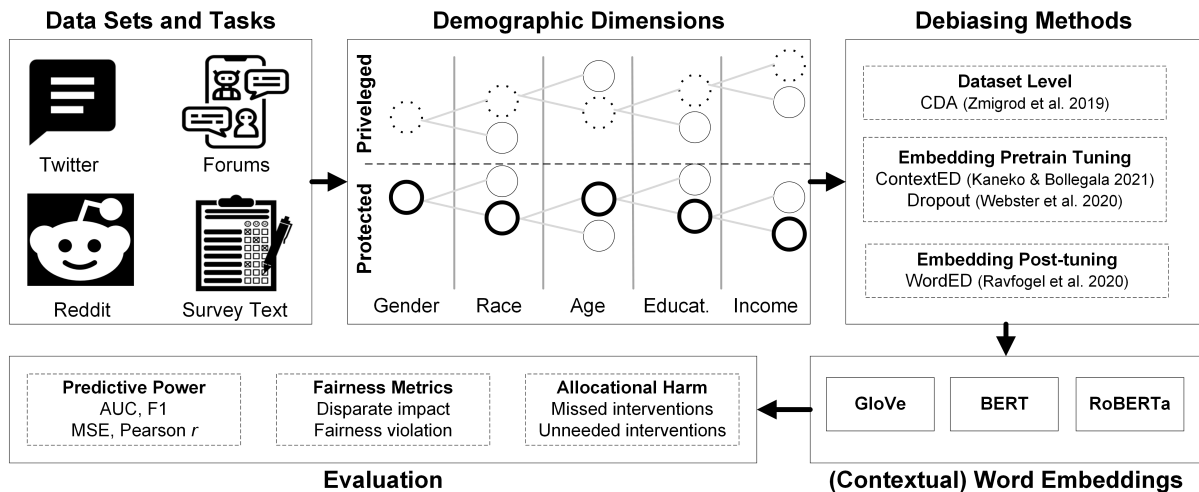 Data Sets and Tasks
Twitter
Forums
Reddit
Survey Text
Demographic Dimensions
Priveleged
Protected
Gender
Race
Age
Educat.
Income
Debiasing Methods
Dataset Level
CDA (Zmigrod et al. 2019)
Embedding Pretrain Tuning
ContextED (Kaneko & Bollegala 2021)
Dropout (Webster et al. 2020)
Embedding Post-tuning
WordED (Ravfogel et al. 2020)
Predictive Power
AUC, F1
MSE, Pearson r
Fairness Metrics
Disparate impact
Fairness violation
Allocational Harm
Missed interventions
Unneeded interventions
Evaluation
GloVe
BERT
RoBERTa
(Contextual) Word Embeddings